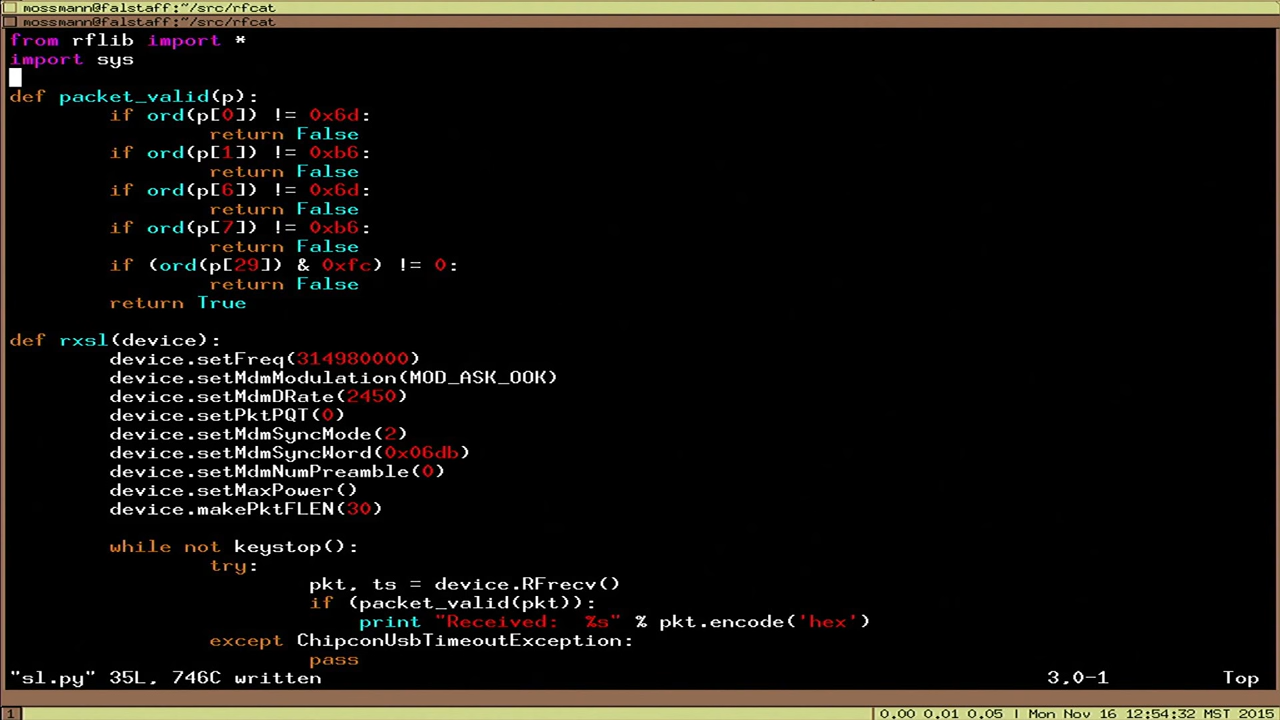 mossmann@falstaff:~/src/rfcat
mossmann@falstaff:~/src/rfcat
from rflib import *
import sys
def packet_valid(p):
        if ord(p[0]) != 0x6d:
                return False
        if ord(p[1]) != 0xb6:
                return False
        if ord(p[6]) != 0x6d:
                return False
        if ord(p[7]) != 0xb6:
                return False
        if (ord(p[29]) & 0xfc) != 0:
                return False
        return True
def rxsl(device):
        device.setFreq(314980000)
        device.setMdmModulation(MOD_ASK_OOK)
        device.setMdmDRate(2450)
        device.setPktPQT(0)
        device.setMdmSyncMode(2)
        device.setMdmSyncWord(0x06db)
        device.setMdmNumPreamble(0)
        device.setMaxPower()
        device.makePktFLEN(30)
        while not keystop():
                try:
                        pkt, ts = device.RFrecv()
                        if (packet_valid(pkt)):
                            print "Received:  %s" % pkt.encode('hex')
                except ChipconUsbTimeoutException:
                        pass
"sl.py" 35L, 746C written 3,0-1 Top
1 0.00 0.01 0.05 | Mon Nov 16 12:54:32 MST 2015